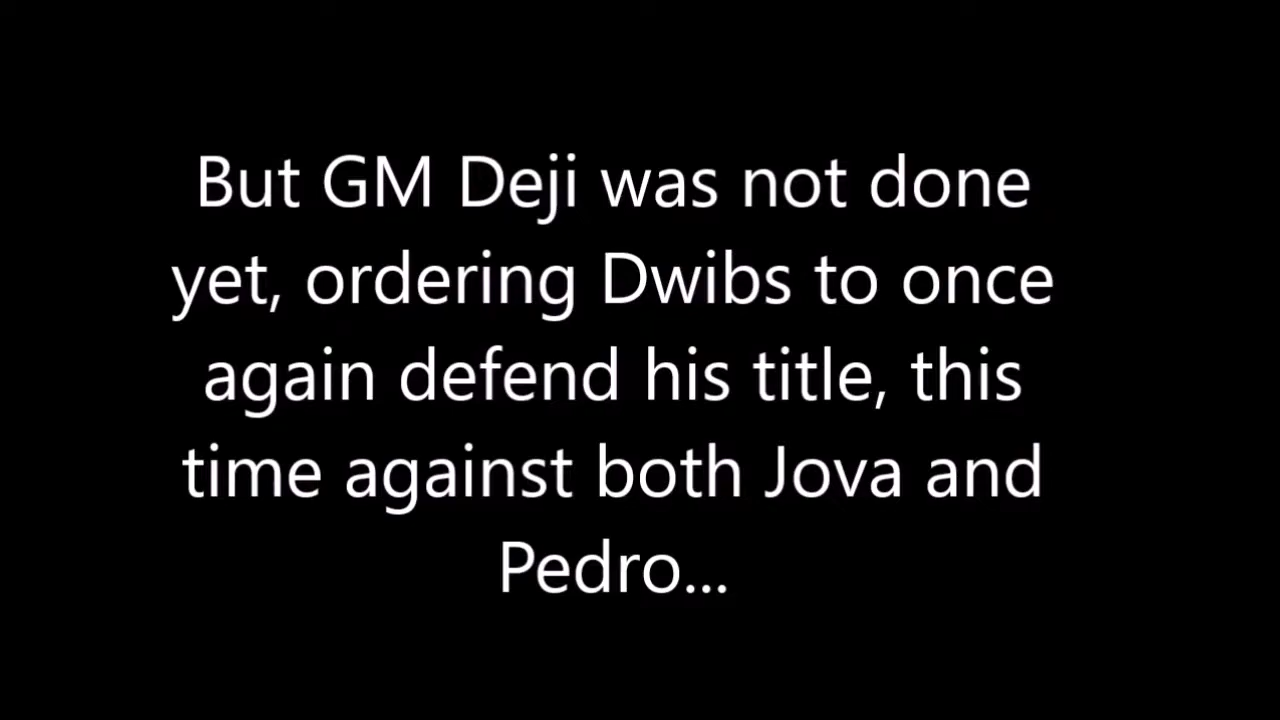 But GM Deji was not done
yet, ordering Dwibs to once
again defend his title, this
time against both Jova and
Pedro...